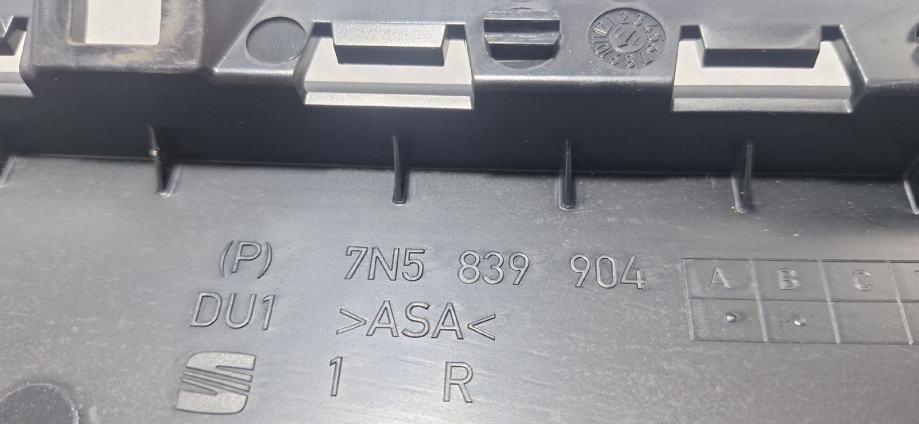 (P) 7N5 839 904
DU1 >ASA<
1 R
A B C